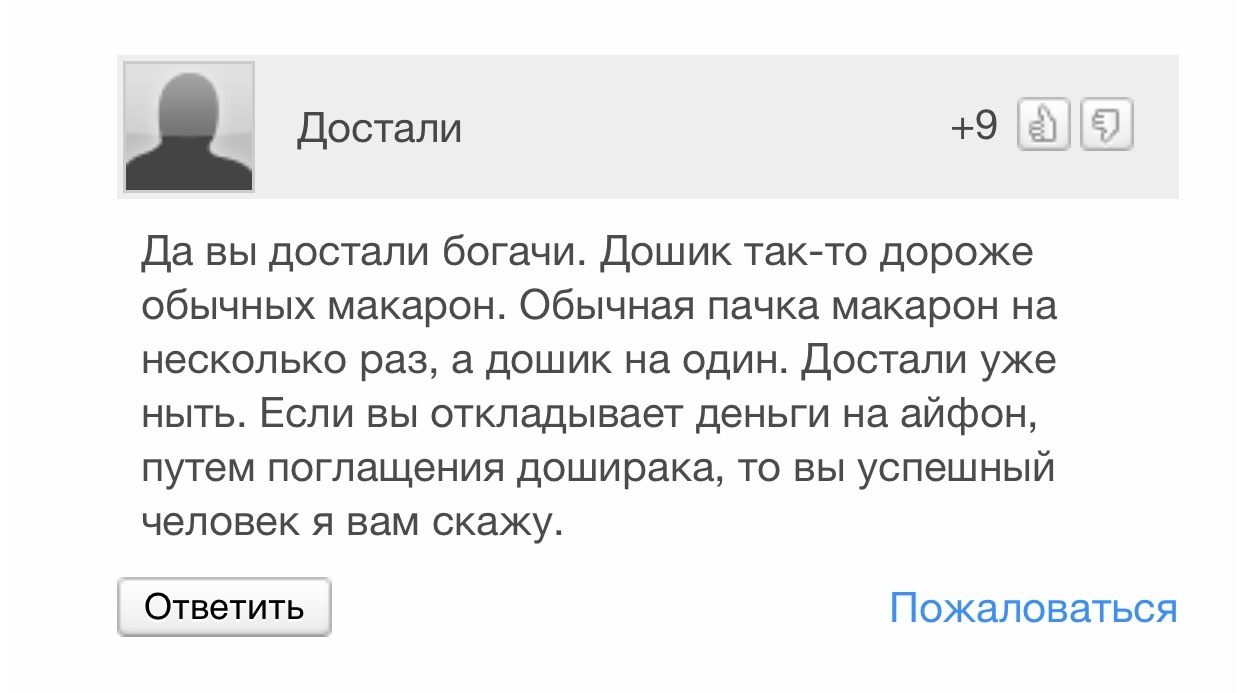 Достали
+9
Да вы достали богачи. Дошик так-то дороже
обычных макарон. Обычная пачка макарон на
несколько раз, а дошик на один. Достали уже
ныть. Если вы откладывает деньги на айфон,
путем поглащения доширака, то вы успешный
человек я вам скажу.
Ответить
Пожаловаться